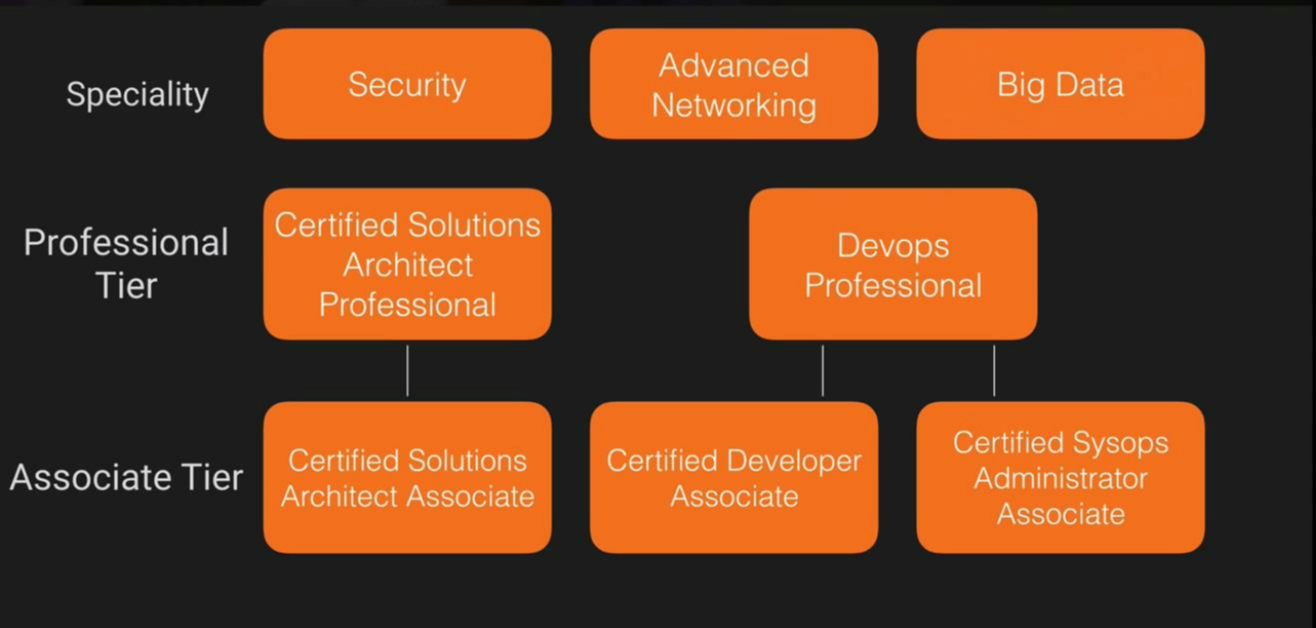 Speciality
Security
Advanced
Networking
Big Data
Professional
Tier
Certified Solutions
Architect
Professional
Devops
Professional
Associate Tier
Certified Solutions
Architect Associate
Certified Developer
Associate
Certified Sysops
Administrator
Associate